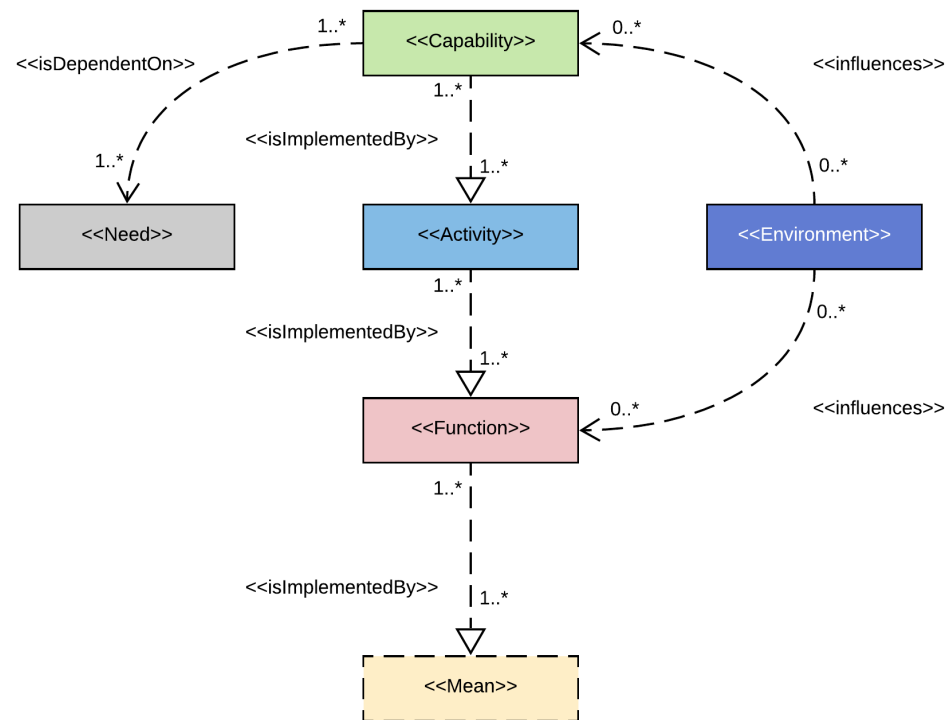 1..*
0..*
<<Capability>>
<<isDependentOn>>
<<influences>>
1..*
<<isImplementedBy>>
1..*
1..*
0..*
<<Need>>
<<Activity>>
<<Environment>>
1..*
0..*
<<isImplementedBy>>
1..*
0..*
<<influences>>
<<Function>>
1..*
<<isImplementedBy>>
1..*
<<Mean>>